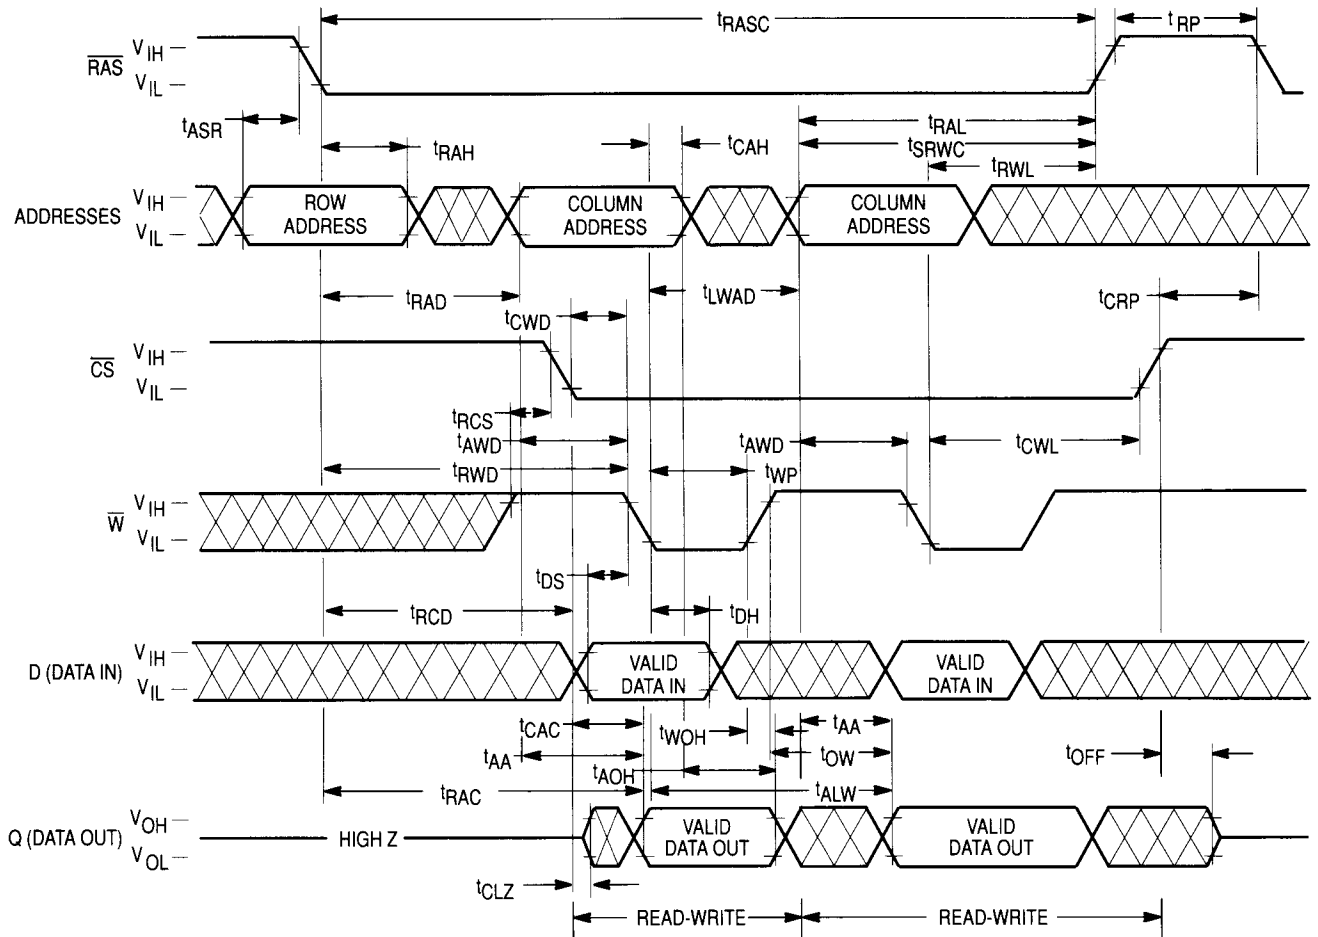 tRASC
tRP
RAS
VIH
VIL
tASR
tRAH
tCAH
tRAL
tSRWC
tRWL
ADDRESSES
VIH
VIL
ROW
ADDRESS
COLUMN
ADDRESS
COLUMN
ADDRESS
tRAD
tLWAD
tCRP
tCWD
CS
VIH
VIL
tRCS
tAWD
tAWD
tCWL
tRWD
tWP
W
VIH
VIL
tDS
tRCD
tDH
D (DATA IN)
VIH
VIL
VALID
DATA IN
VALID
DATA IN
tCAC
tWOH
tAA
tAA
tOW
tOFF
tAOH
tRAC
tALW
Q (DATA OUT)
VOH
VOL
HIGH Z
VALID
DATA OUT
VALID
DATA OUT
tCLZ
READ-WRITE
READ-WRITE